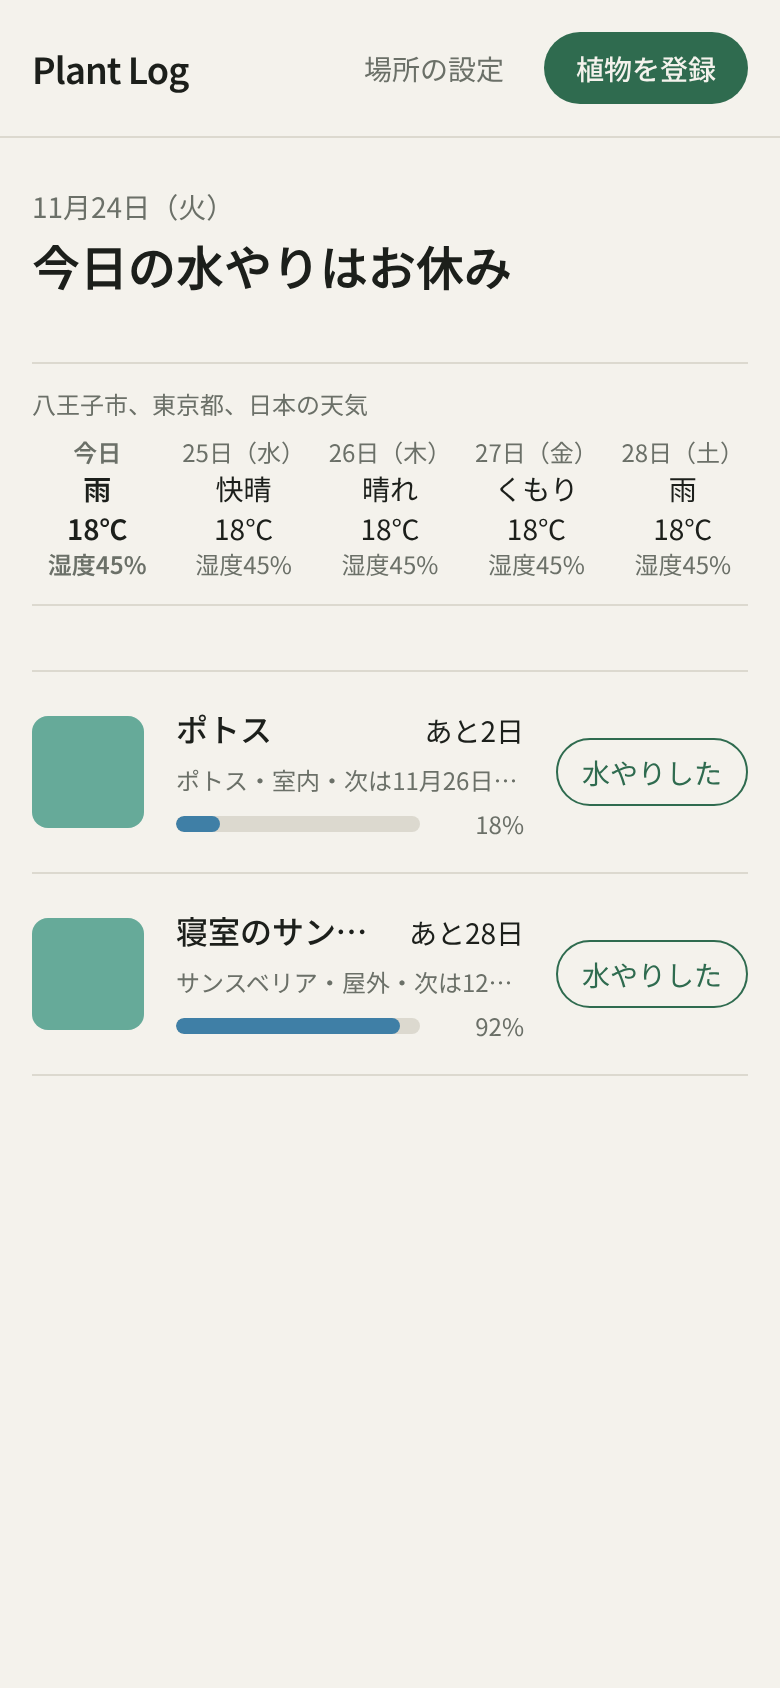 Plant Log 場所の設定 植物を登録
11月24日（火）
今日の水やりはお休み
八王子市、東京都、日本の天気
今日 25日（水） 26日（木） 27日（金） 28日（土）
雨 快晴 晴れ くもり 雨
18℃ 18℃ 18℃ 18℃ 18℃
湿度45% 湿度45% 湿度45% 湿度45% 湿度45%
ポトス あと2日
ポトス・室内・次は11月26日…
18%
水やりした
寝室のサン… あと28日
サンスベリア・屋外・次は12…
92%
水やりした